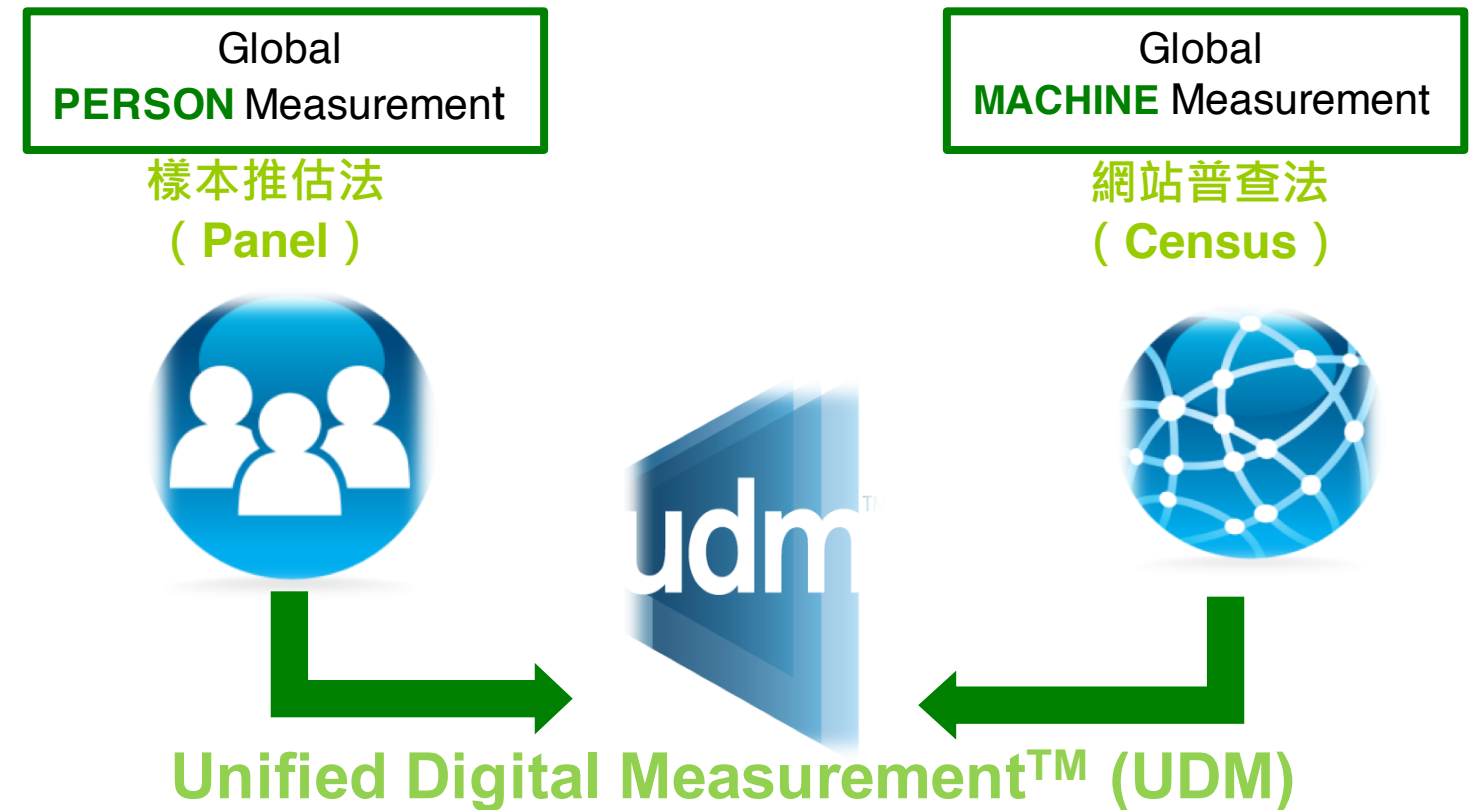 Global
PERSON Measurement
樣本推估法
（Panel）
Global
MACHINE Measurement
網站普查法
（Census）
udm™
Unified Digital Measurement™ (UDM)